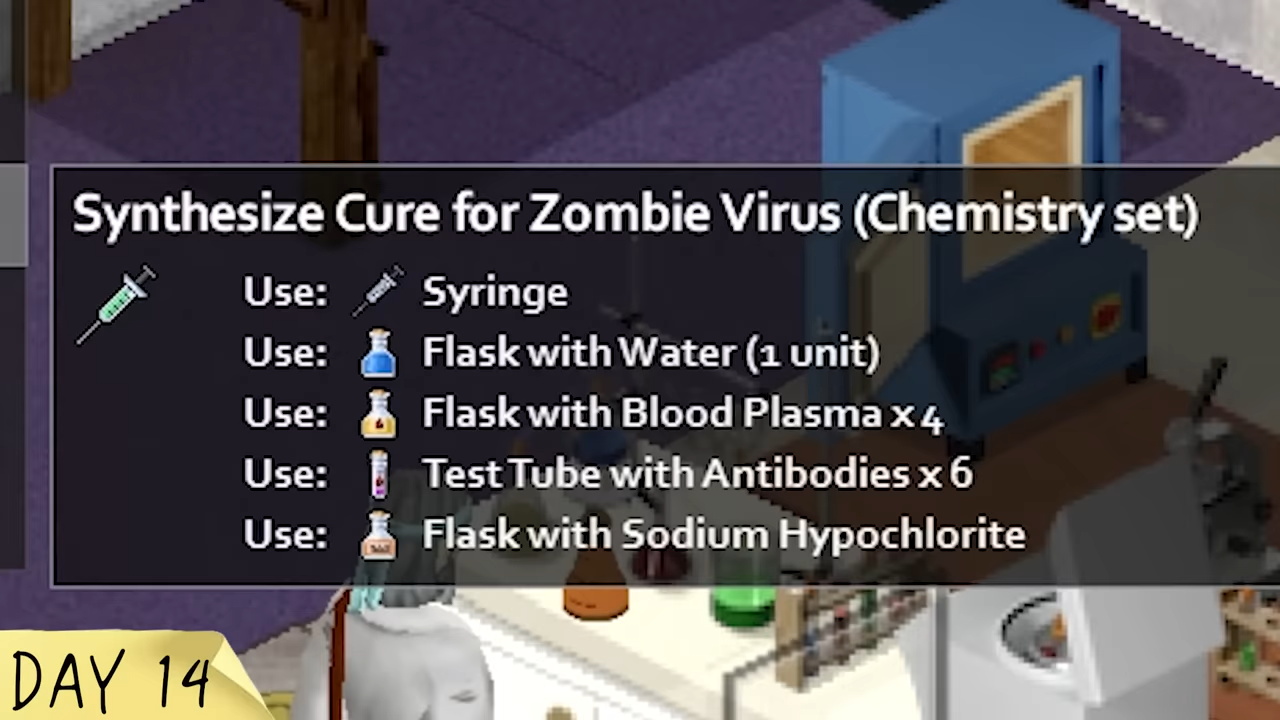 Synthesize Cure for Zombie Virus (Chemistry set)
Use: Syringe
Use: Flask with Water (1 unit)
Use: Flask with Blood Plasma x 4
Use: Test Tube with Antibodies x 6
Use: Flask with Sodium Hypochlorite
DAY 14